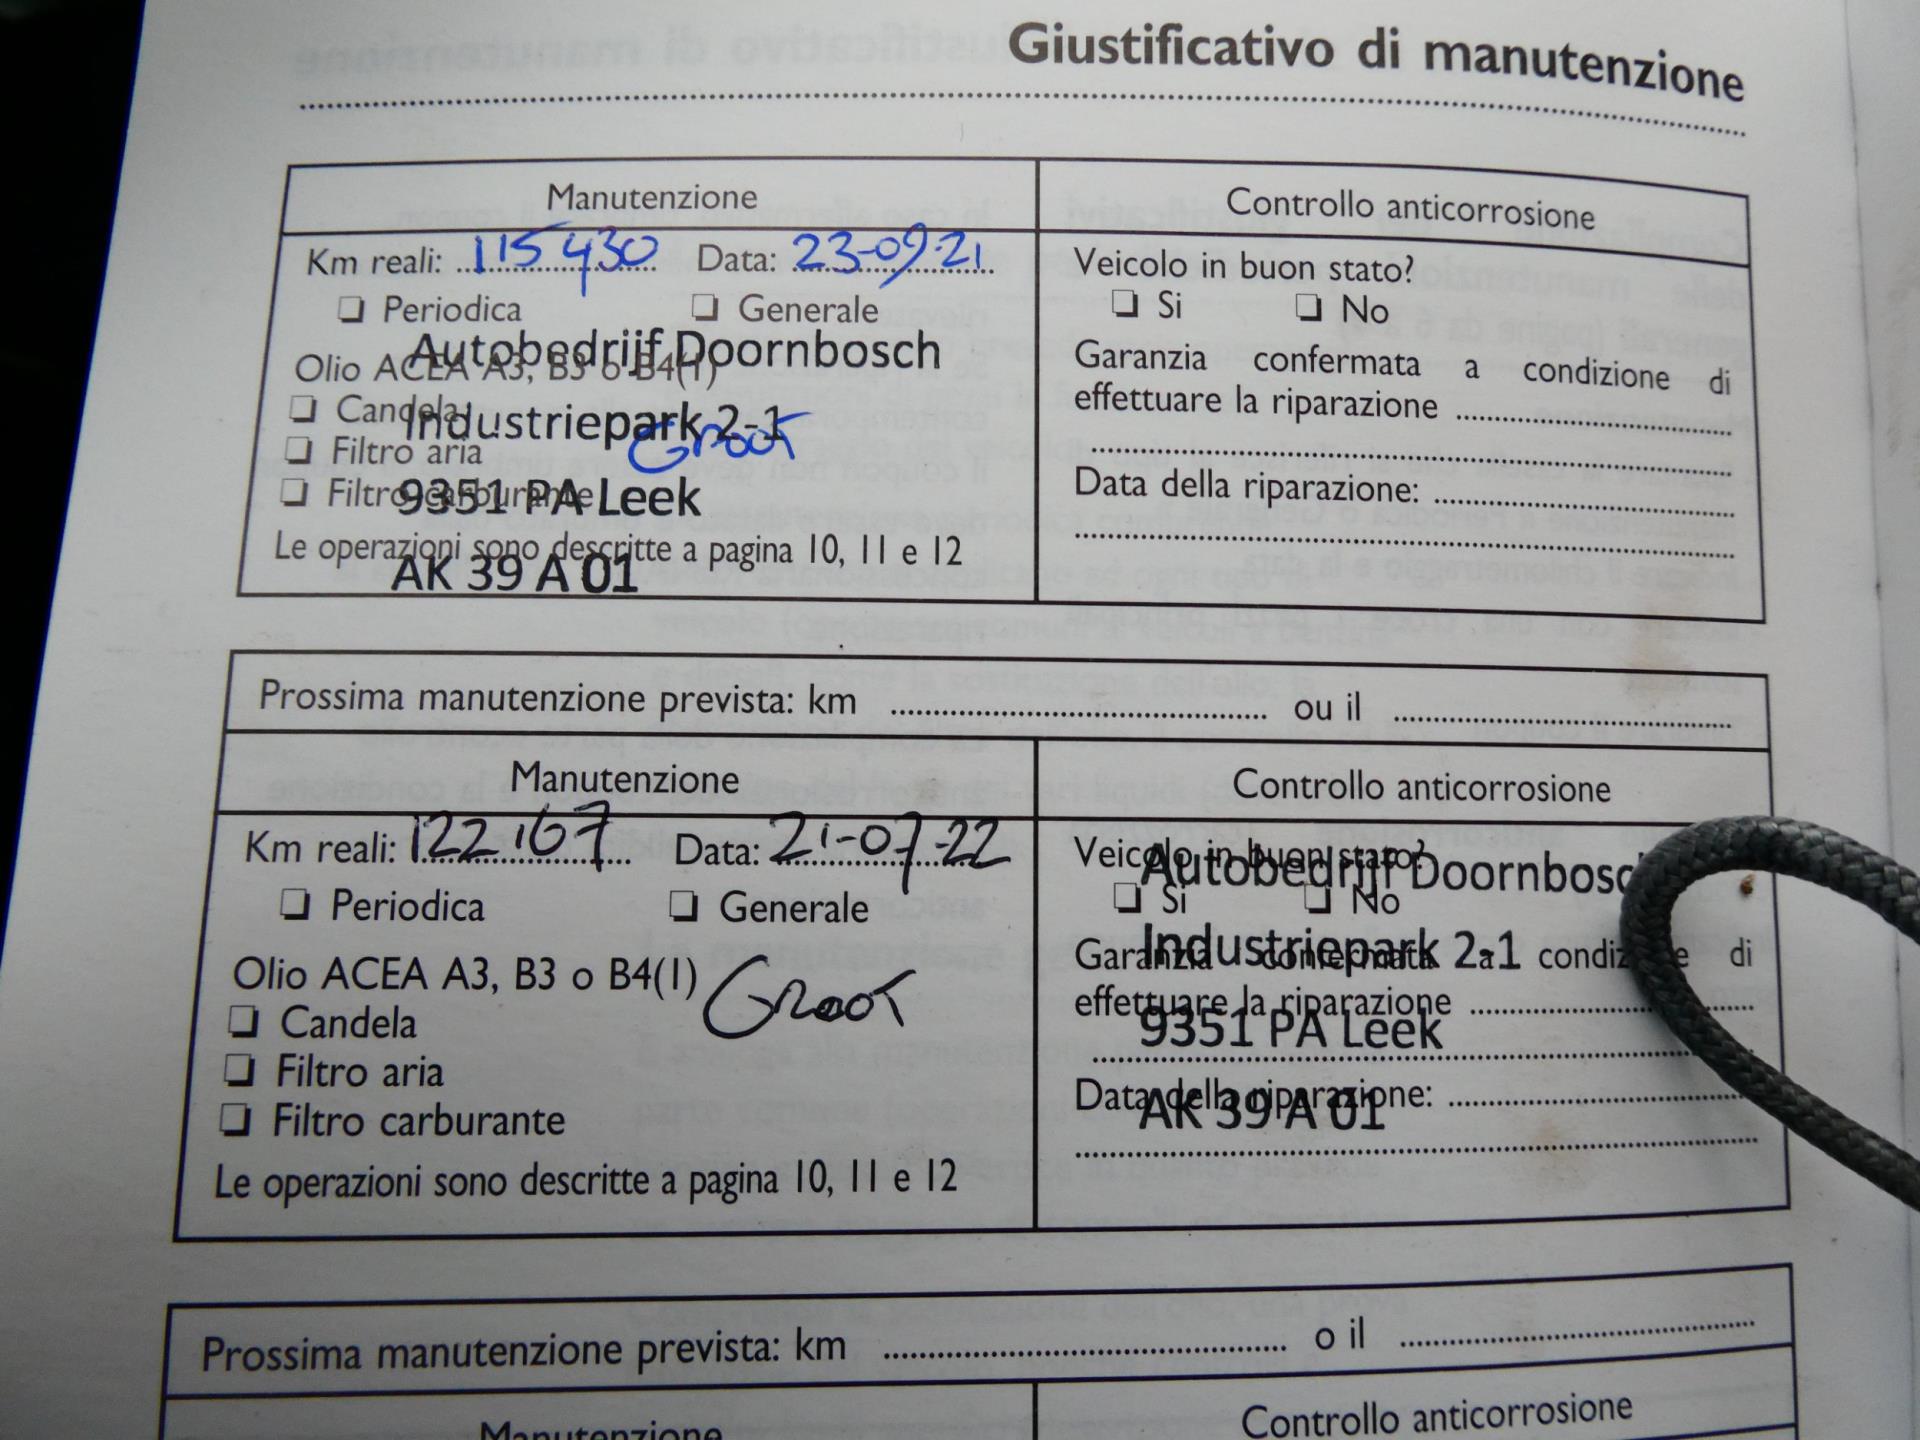 Giustificativo di manutenzione
Manutenzione
Km reali: 115430 Data: 23-09-21
❏ Periodica ❏ Generale
Autobedrijf Doornbosch
Olio ACEA A3, B3 o B4(1)
❏ Candela
Industriepark 2-1
Groot
❏ Filtro aria
❏ Filtro carburante
9351 PA Leek
Le operazioni sono descritte a pagina 10, 11 e 12
AK 39 A 01
Controllo anticorrosione
Veicolo in buon stato?
❏ Si ❏ No
Garanzia confermata a condizione di
effettuare la riparazione
Data della riparazione:
Prossima manutenzione prevista: km ou il
Manutenzione
Km reali: 122167 Data: 21-07-22
❏ Periodica ❏ Generale
Olio ACEA A3, B3 o B4(1)
Groot
❏ Candela
❏ Filtro aria
❏ Filtro carburante
Le operazioni sono descritte a pagina 10, 11 e 12
Controllo anticorrosione
Veicolo in buon stato?
Autobedrijf Doornbosc
❏ Si ❏ No
Industriepark 2-1
Garanzia confermata a condizione di
effettuare la riparazione
9351 PA Leek
Data della riparazione:
AK 39 A 01
Prossima manutenzione prevista: km o il
Manutenzione
Controllo anticorrosione